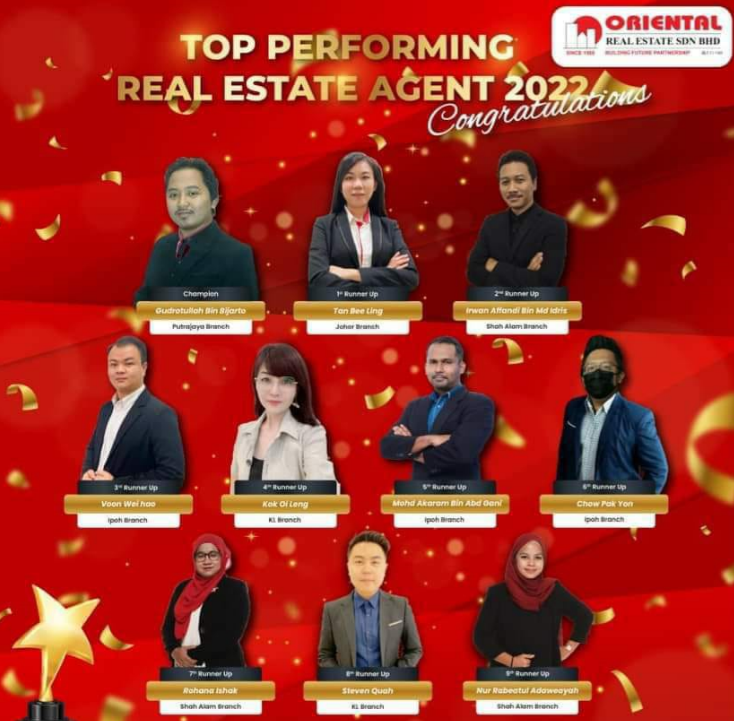 ORIENTAL
REAL ESTATE SDN BHD
SINCE 1985 BUILDING FUTURE PARTNERSHIP
TOP PERFORMING
REAL ESTATE AGENT 2022
Congratulations
Champion
Gudrotullah Bin Bijarto
Putrajaya Branch
1st Runner Up
Tan Bee Ling
Johor Branch
2nd Runner Up
Irwan Affandi Bin Md Idris
Shah Alam Branch
3rd Runner Up
Voon Wei hao
Ipoh Branch
4th Runner Up
Kok Oi Leng
KL Branch
5th Runner Up
Mohd Akaram Bin Abd Gani
Ipoh Branch
6th Runner Up
Chow Pak Yon
Ipoh Branch
7th Runner Up
Rohana Ishak
Shah Alam Branch
8th Runner Up
Steven Quah
KL Branch
9th Runner Up
Nur Rabeatul Adaweayah
Shah Alam Branch